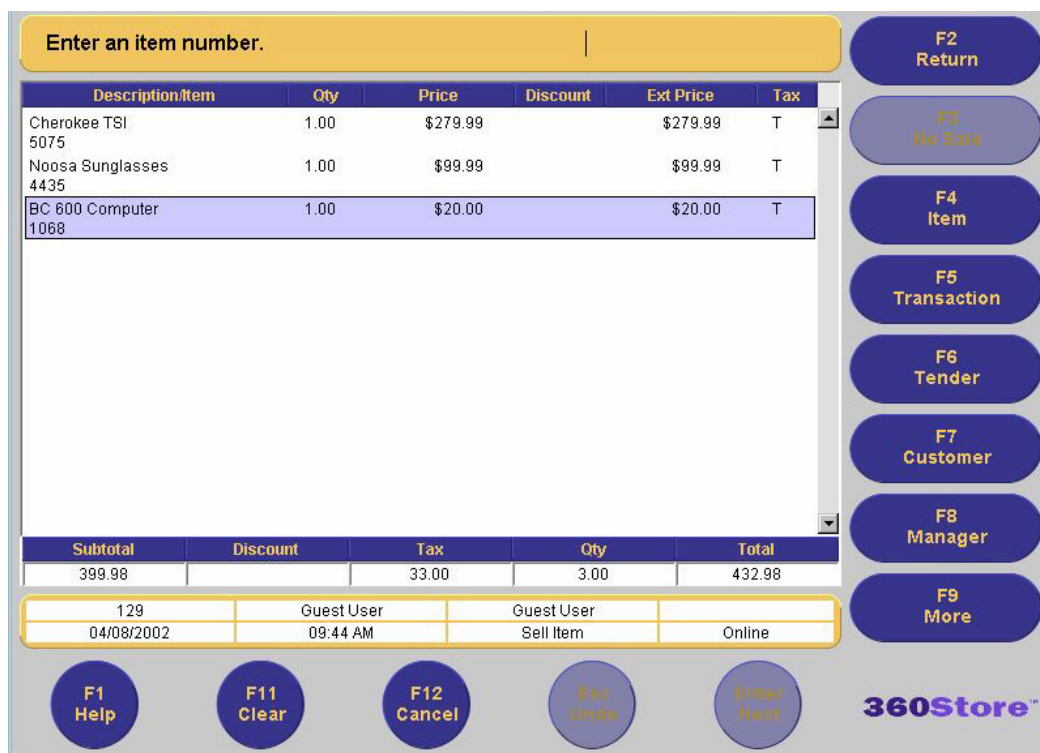 Enter an item number.
F2
Return
F3
No Sale
F4
Item
F5
Transaction
F6
Tender
F7
Customer
F8
Manager
F9
More
Description/Item Qty Price Discount Ext Price Tax
Cherokee TSI 1.00 $279.99 $279.99 T
5075
Noosa Sunglasses 1.00 $99.99 $99.99 T
4435
BC 600 Computer 1.00 $20.00 $20.00 T
1068
Subtotal Discount Tax Qty Total
399.98 33.00 3.00 432.98
129 Guest User Guest User
04/08/2002 09:44 AM Sell Item Online
F1
Help
F11
Clear
F12
Cancel
Esc
Undo
Enter
Next
360Store™